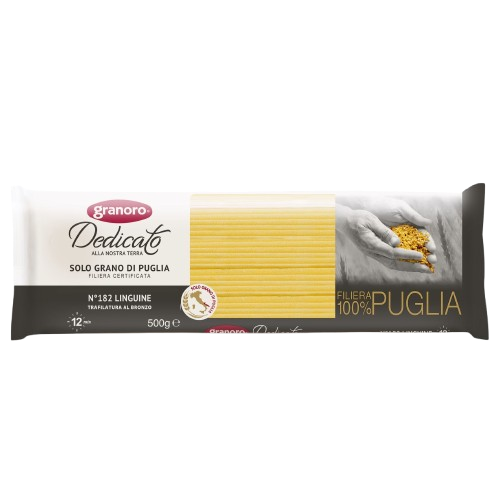 granoro®
Dedicato
ALLA NOSTRA TERRA
SOLO GRANO DI PUGLIA
FILIERA CERTIFICATA
N°182 LINGUINE
TRAFILATURA AL BRONZO
12 min
500g e
SOLO GRANO DI PUGLIA
FILIERA
100% PUGLIA
granoro
Dedicato